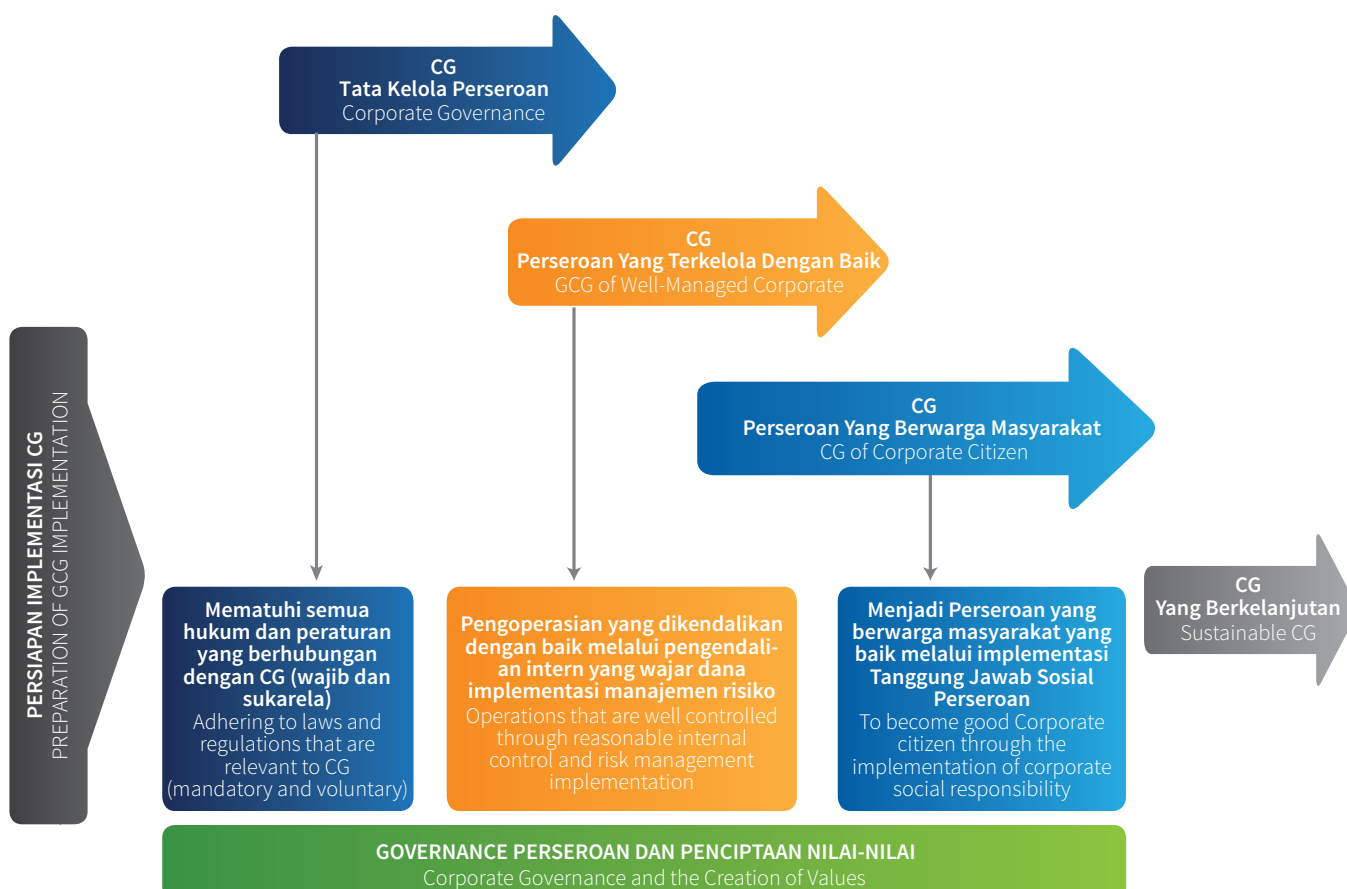 CG
Tata Kelola Perseroan
Corporate Governance
CG
Perseroan Yang Terkelola Dengan Baik
GCG of Well-Managed Corporate
CG
Perseroan Yang Berwarga Masyarakat
CG of Corporate Citizen
PERSIAPAN IMPLEMENTASI CG
PREPARATION OF GCG IMPLEMENTATION
Mematuhi semua
hukum dan peraturan
yang berhubungan
dengan CG (wajib dan
sukarela)
Adhering to laws and
regulations that are
relevant to CG
(mandatory and voluntary)
Pengoperasian yang dikendalikan
dengan baik melalui pengendali-
an intern yang wajar dana
implementasi manajemen risiko
Operations that are well controlled
through reasonable internal
control and risk management
implementation
Menjadi Perseroan yang
berwarga masyarakat yang
baik melalui implementasi
Tanggung Jawab Sosial
Perseroan
To become good Corporate
citizen through the
implementation of corporate
social responsibility
CG
Yang Berkelanjutan
Sustainable CG
GOVERNANCE PERSEROAN DAN PENCIPTAAN NILAI-NILAI
Corporate Governance and the Creation of Values